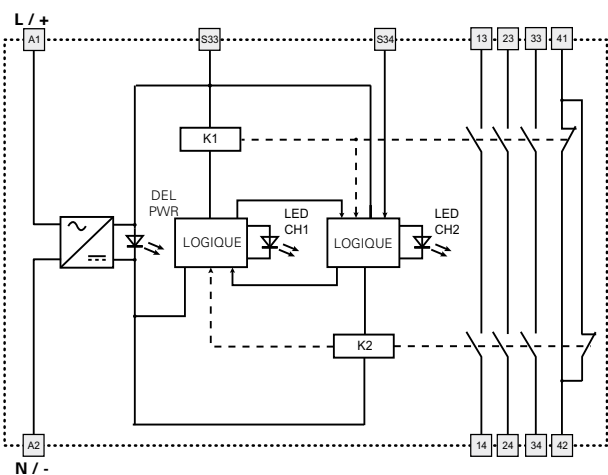 L / +
A1
S33
S34
13
23
33
41
K1
DEL
PWR
LOGIQUE
LED
CH1
LOGIQUE
LED
CH2
K2
A2
14
24
34
42
N / -